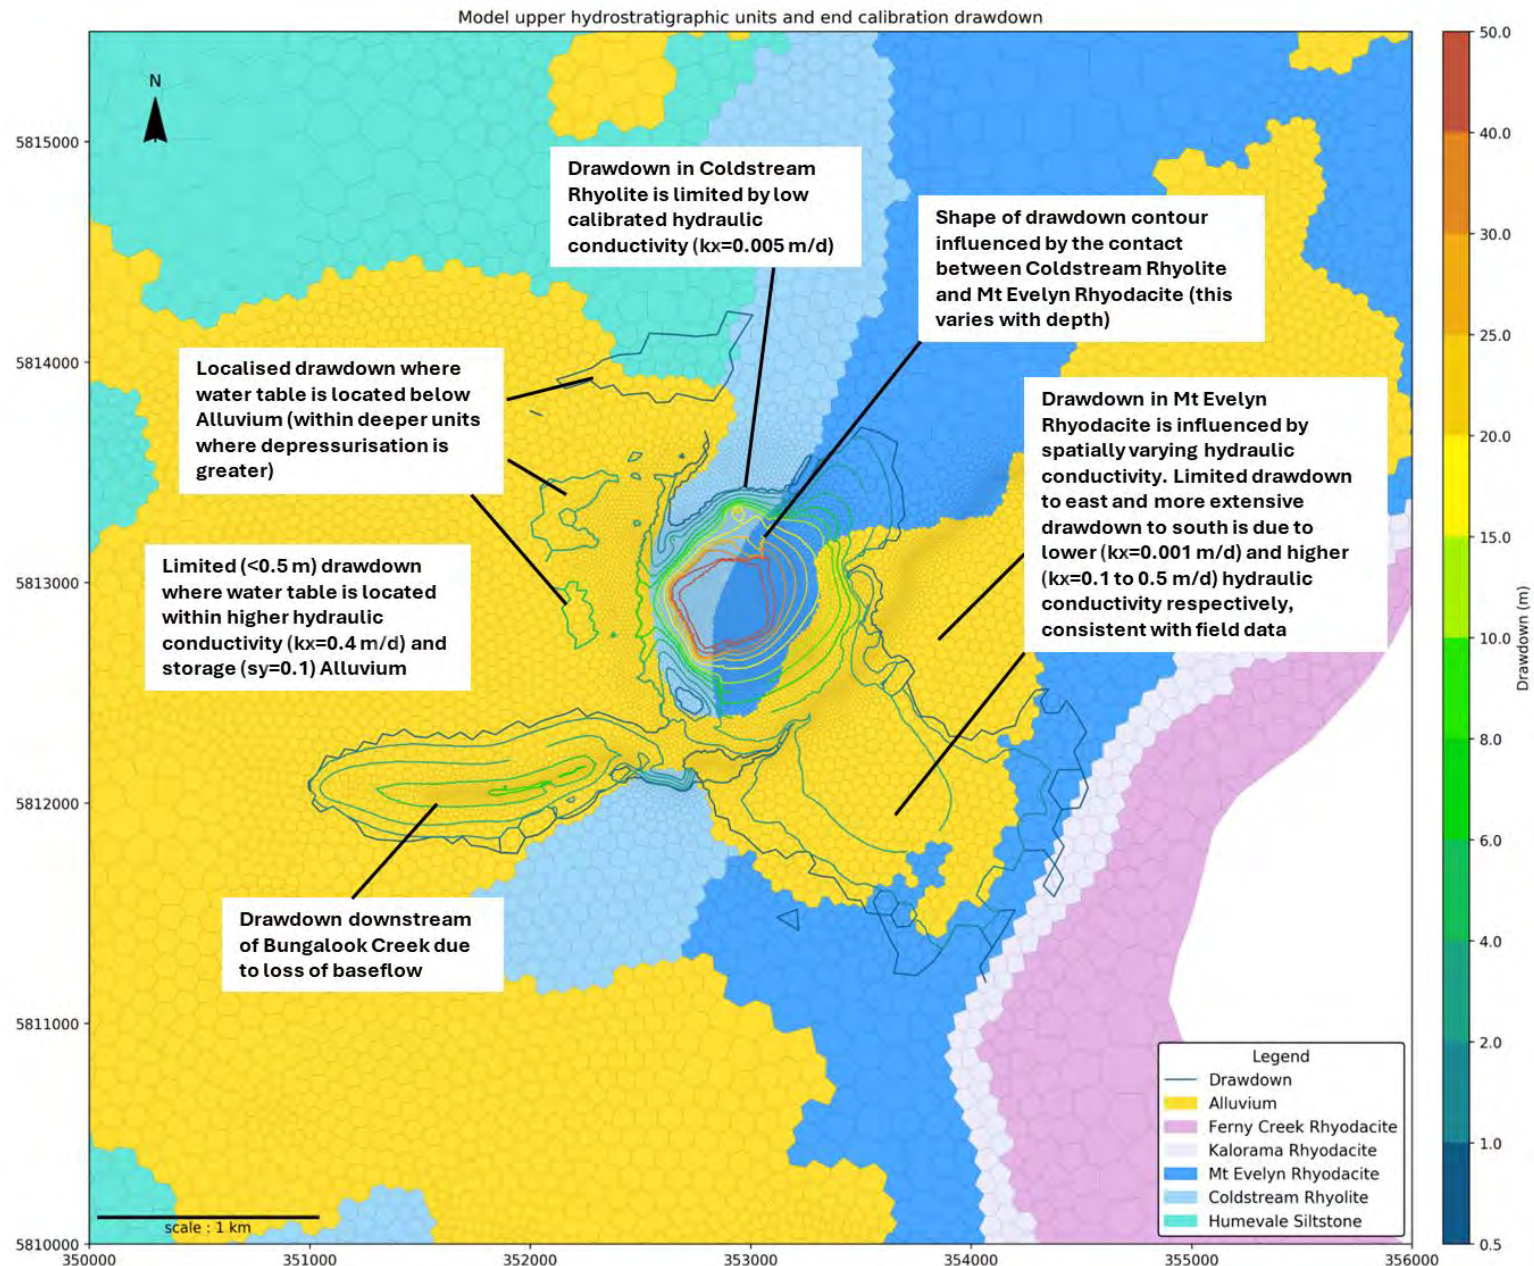 Model upper hydrostratigraphic units and end calibration drawdown
N
Drawdown in Coldstream
Rhyolite is limited by low
calibrated hydraulic
conductivity (kx=0.005 m/d)
Shape of drawdown contour
influenced by the contact
between Coldstream Rhyolite
and Mt Evelyn Rhyodacite (this
varies with depth)
Localised drawdown where
water table is located below
Alluvium (within deeper units
where depressurisation is
greater)
Drawdown in Mt Evelyn
Rhyodacite is influenced by
spatially varying hydraulic
conductivity. Limited drawdown
to east and more extensive
drawdown to south is due to
lower (kx=0.001 m/d) and higher
(kx=0.1 to 0.5 m/d) hydraulic
conductivity respectively,
consistent with field data
Limited (<0.5 m) drawdown
where water table is located
within higher hydraulic
conductivity (kx=0.4 m/d) and
storage (sy=0.1) Alluvium
Drawdown downstream
of Bungalook Creek due
to loss of baseflow
Legend
Drawdown
Alluvium
Ferny Creek Rhyodacite
Kalorama Rhyodacite
Mt Evelyn Rhyodacite
Coldstream Rhyolite
Humevale Siltstone
scale : 1 km
5815000
5814000
5813000
5812000
5811000
5810000
350000
351000
352000
353000
354000
355000
356000
50.0
40.0
30.0
25.0
20.0
15.0
10.0
8.0
6.0
4.0
2.0
1.0
0.5
Drawdown (m)